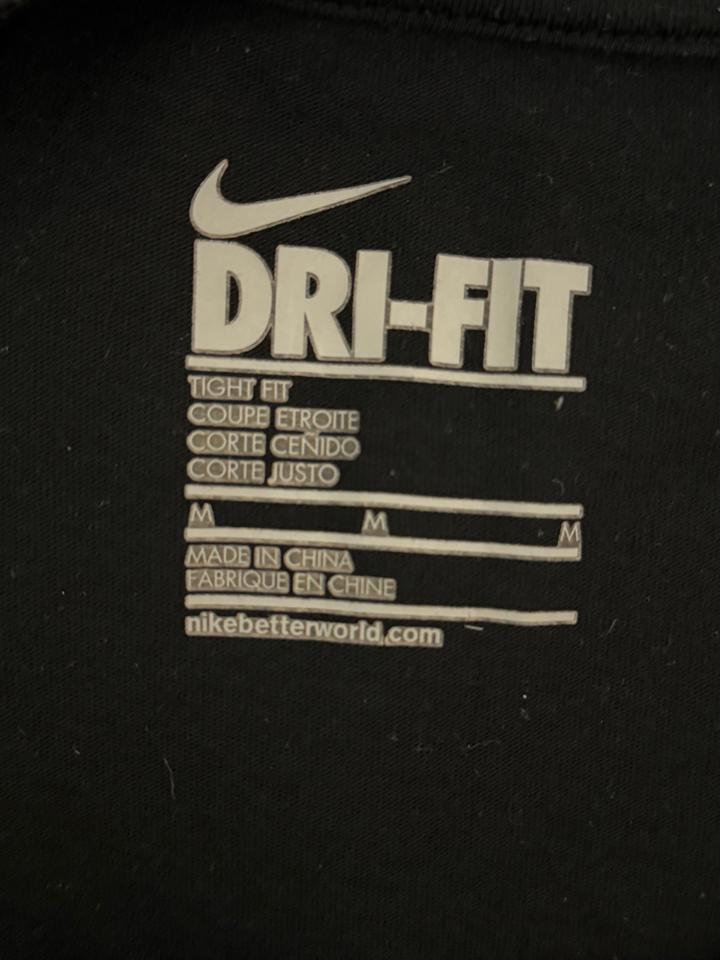 DRI-FIT
TIGHT FIT
COUPE ETROITE
CORTE CEÑIDO
CORTE JUSTO
M M M
MADE IN CHINA
FABRIQUE EN CHINE
nikebetterworld.com